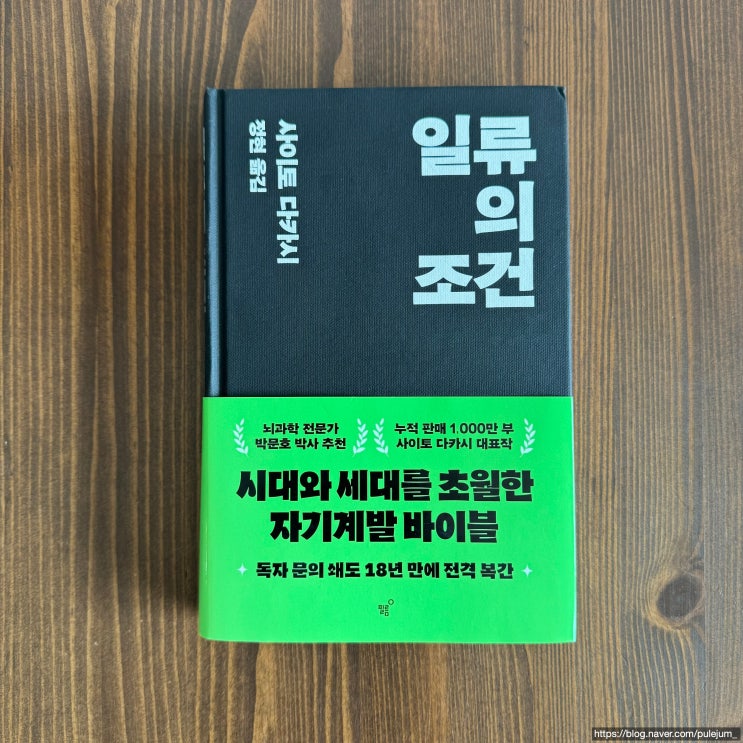 일류
의
조건
사이토 다카시
정현 옮김
뇌과학 전문가
박문호 박사 추천
누적 판매 1.000만 부
사이토 다카시 대표작
시대와 세대를 초월한
자기계발 바이블
독자 문의 쇄도 18년 만에 전격 복간
필름
https://blog.naver.com/pulejum_